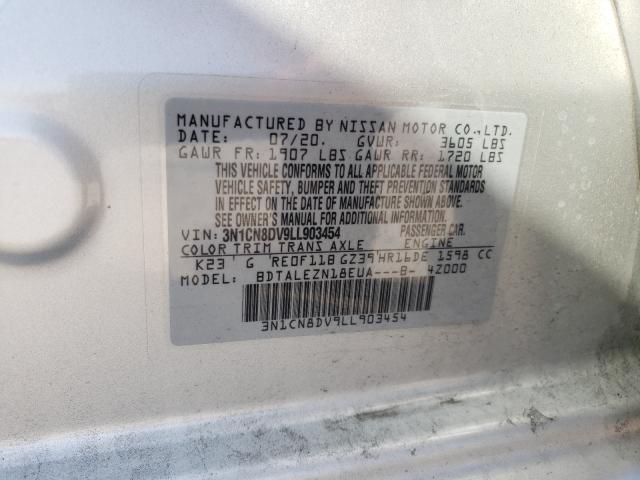 MANUFACTURED BY NISSAN MOTOR CO., LTD.
DATE: 07/20. GVWR: 3605 LBS
GAWR FR: 1907 LBS GAWR RR: 1720 LBS
THIS VEHICLE CONFORMS TO ALL APPLICABLE FEDERAL MOTOR
VEHICLE SAFETY, BUMPER AND THEFT PREVENTION STANDARDS
IN EFFECT ON THE DATE OF MANUFACTURE SHOWN ABOVE.
SEE OWNER'S MANUAL FOR ADDITIONAL INFORMATION
VIN: 3N1CN8DV9LL903454 PASSENGER CAR.
COLOR TRIM TRANS AXLE ENGINE
K23 G RE0F11B GZ39 HR16DE 1598 CC
MODEL: BDTALEZN18EUA---B- 4Z000
3N1CN8DV9LL903454